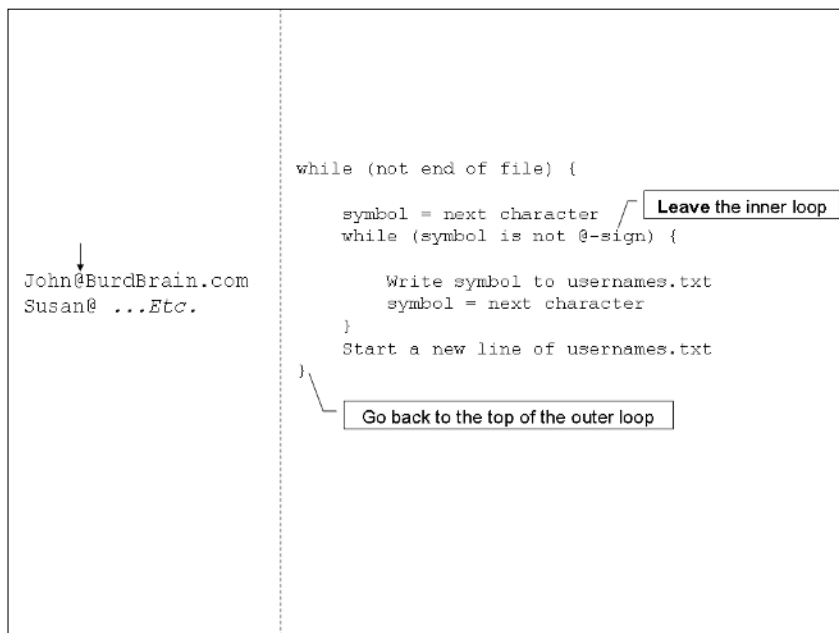 John@BurdBrain.com
Susan@ ...Etc.
while (not end of file) {
symbol = next character
Leave the inner loop
while (symbol is not @-sign) {
Write symbol to usernames.txt
symbol = next character
}
Start a new line of usernames.txt
}
Go back to the top of the outer loop